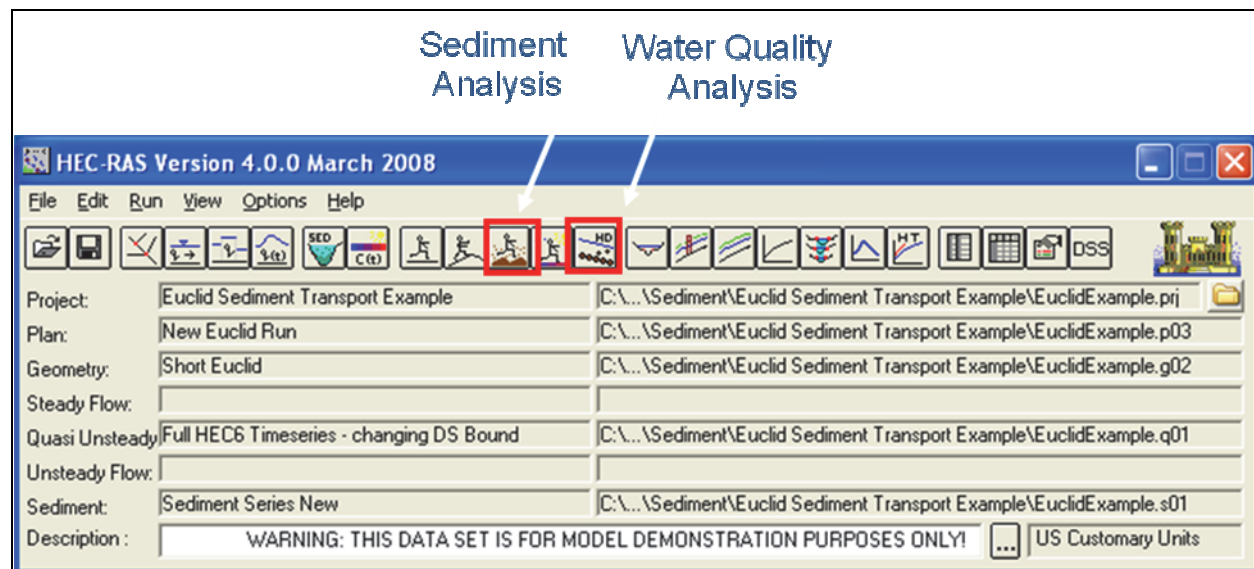 Sediment Analysis
Water Quality Analysis
HEC-RAS Version 4.0.0 March 2008
File Edit Run View Options Help
SED C(t) HD HT DSS
Project: Euclid Sediment Transport Example C:\...\Sediment\Euclid Sediment Transport Example\EuclidExample.prj
Plan: New Euclid Run C:\...\Sediment\Euclid Sediment Transport Example\EuclidExample.p03
Geometry: Short Euclid C:\...\Sediment\Euclid Sediment Transport Example\EuclidExample.g02
Steady Flow:
Quasi Unsteady Full HEC6 Timeseries - changing DS Bound C:\...\Sediment\Euclid Sediment Transport Example\EuclidExample.q01
Unsteady Flow:
Sediment: Sediment Series New C:\...\Sediment\Euclid Sediment Transport Example\EuclidExample.s01
Description : WARNING: THIS DATA SET IS FOR MODEL DEMONSTRATION PURPOSES ONLY! ... US Customary Units